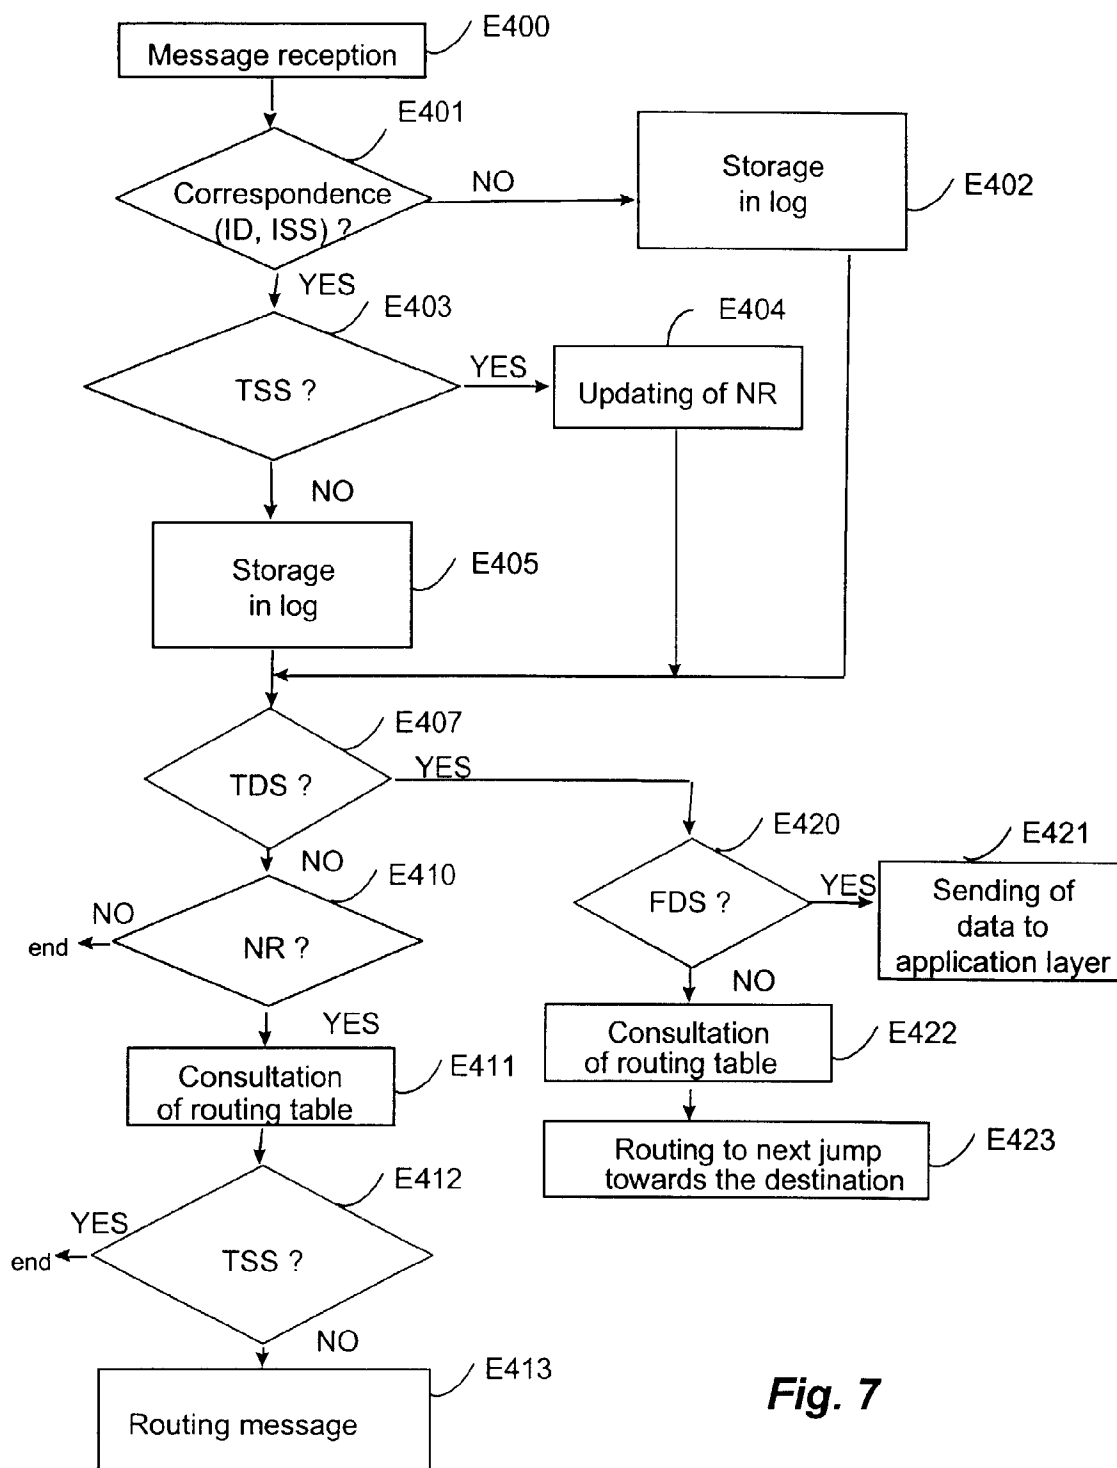 E400
Message reception
E401
Correspondence
(ID, ISS) ?
NO
Storage
in log
E402
YES
E403
TSS ?
YES
E404
Updating of NR
NO
Storage
in log
E405
E407
TDS ?
YES
NO
E410
NR ?
NO
end
YES
E420
FDS ?
YES
E421
Sending of
data to
application layer
NO
Consultation
of routing table
E411
Consultation
of routing table
E422
Routing to next jump
towards the destination
E423
E412
TSS ?
YES
end
NO
Routing message
E413
Fig. 7